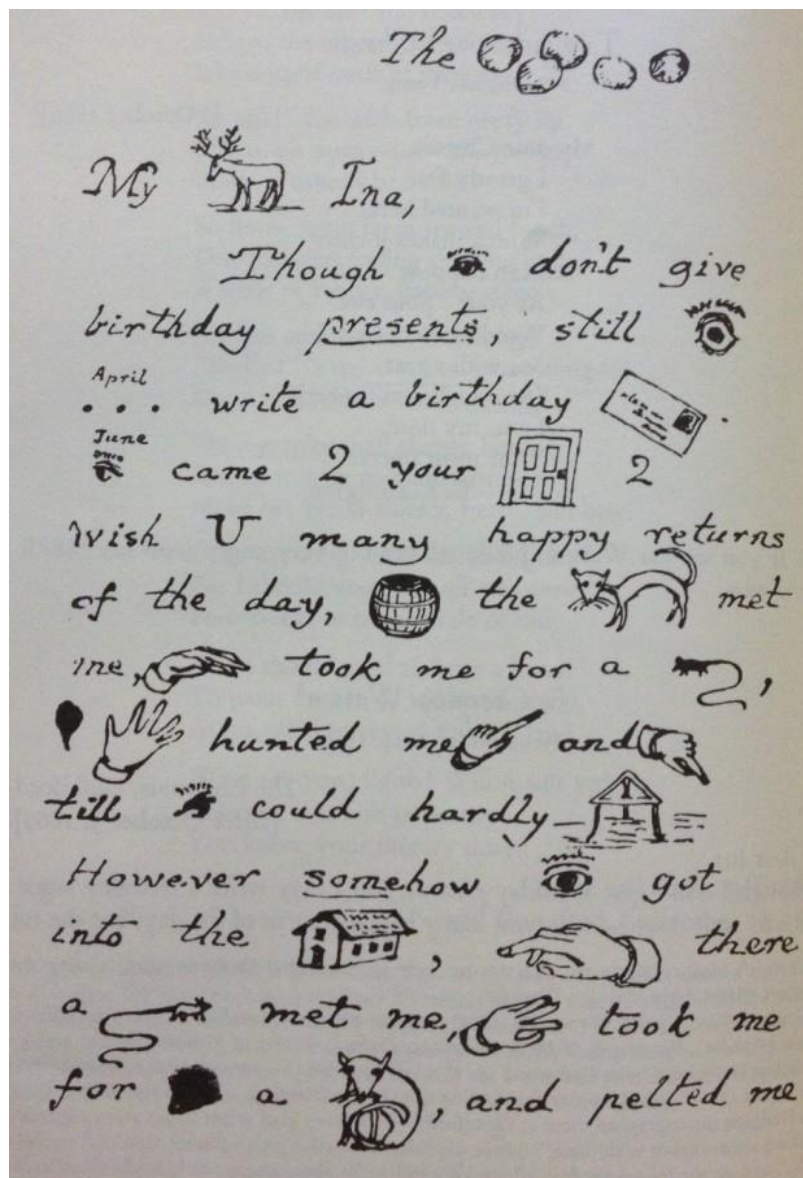 The
My Ina,
Though don't give
birthday presents, still
April
. . . write a birthday .
June
came 2 your 2
wish U many happy returns
of the day, the met
me, took me for a ,
hunted me and
till could hardly
However somehow got
into the , there
a met me, took me
for a , and pelted me